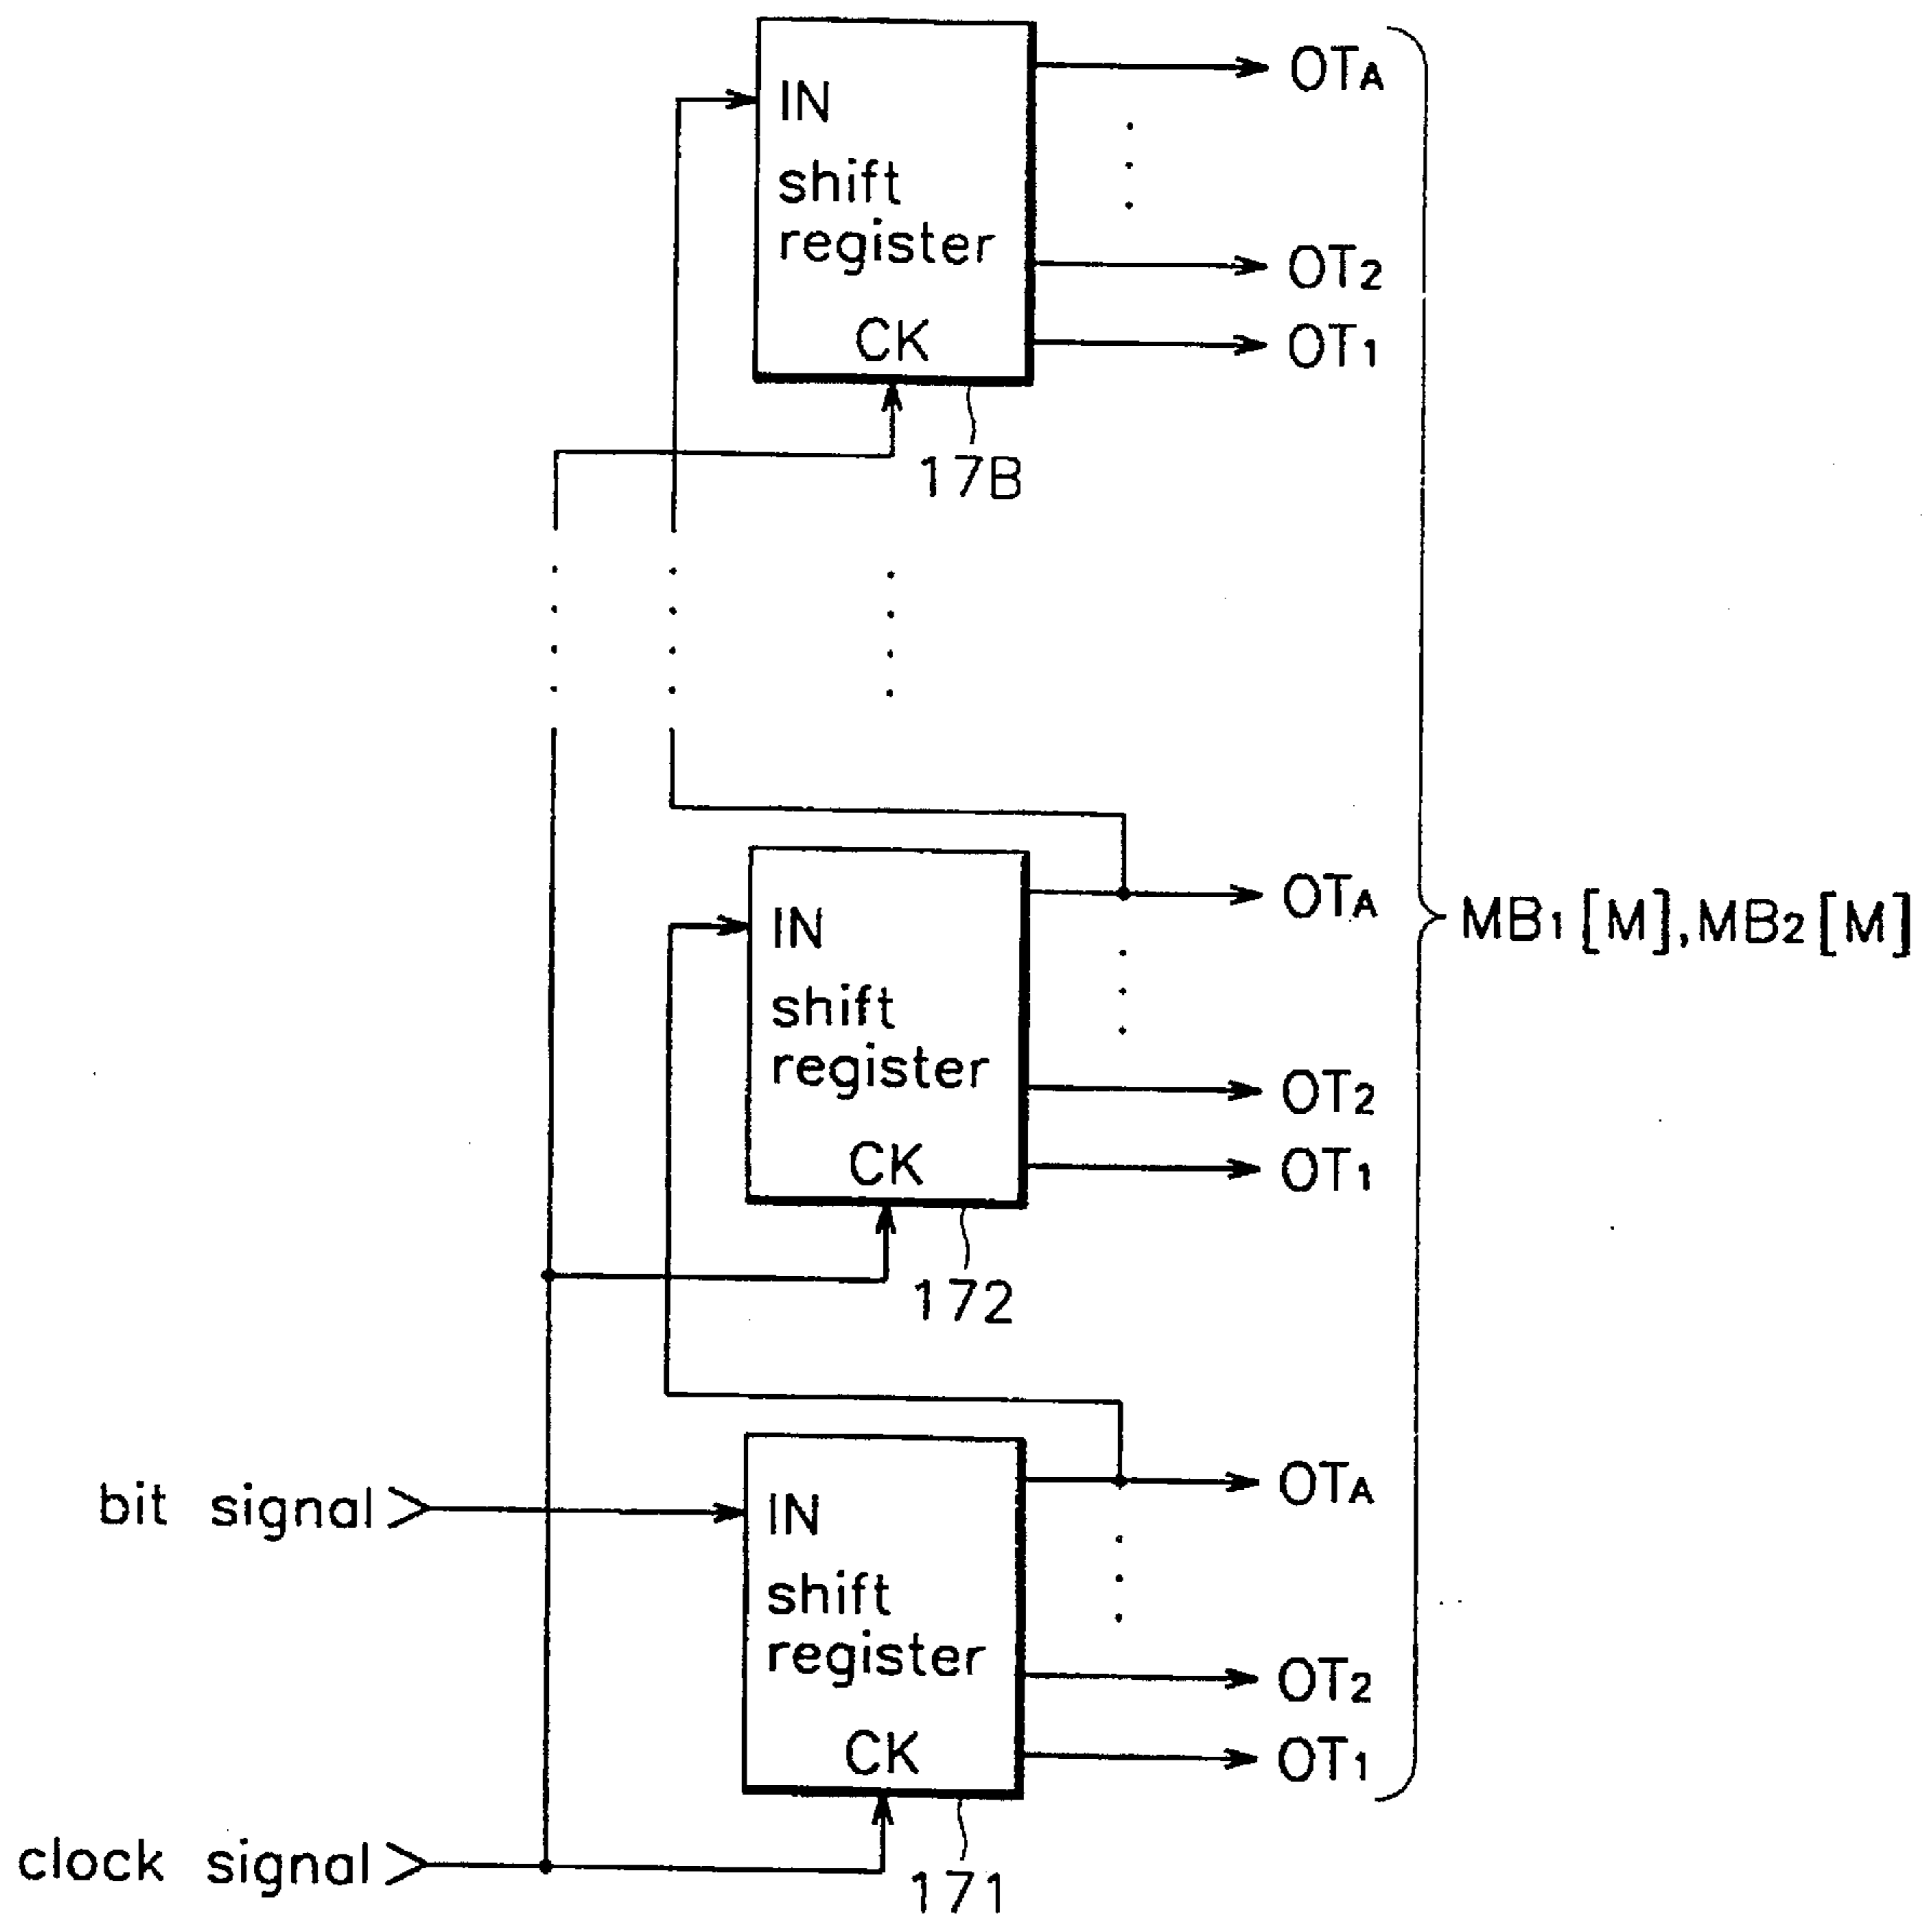 OTA
IN
shift
register
OT2
CK
OT1
17B
OTA
IN
MB1[M],MB2[M]
shift
register
OT2
CK
OT1
172
OTA
bit signal
IN
shift
register
OT2
CK
OT1
clock signal
171